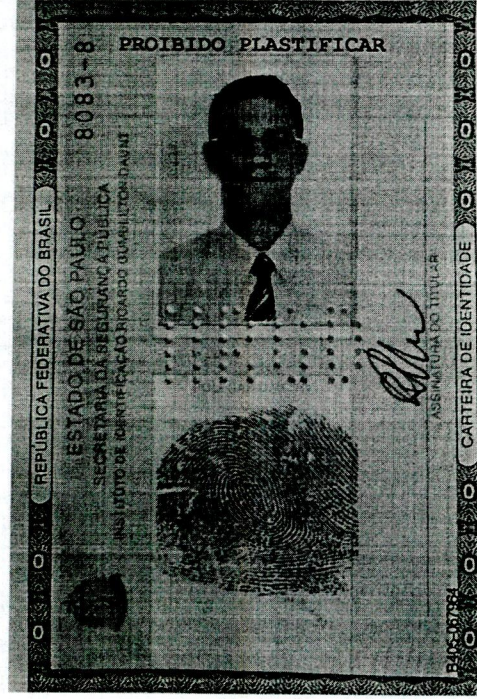 PROIBIDO PLASTIFICAR
REPÚBLICA FEDERATIVA DO BRASIL
8083-8
ESTADO DE SÃO PAULO
SECRETARIA DA SEGURANÇA PÚBLICA
INSTITUTO DE IDENTIFICAÇÃO RICARDO GUMBLETON DAUNT
ASSINATURA DO TITULAR
CARTEIRA DE IDENTIDADE